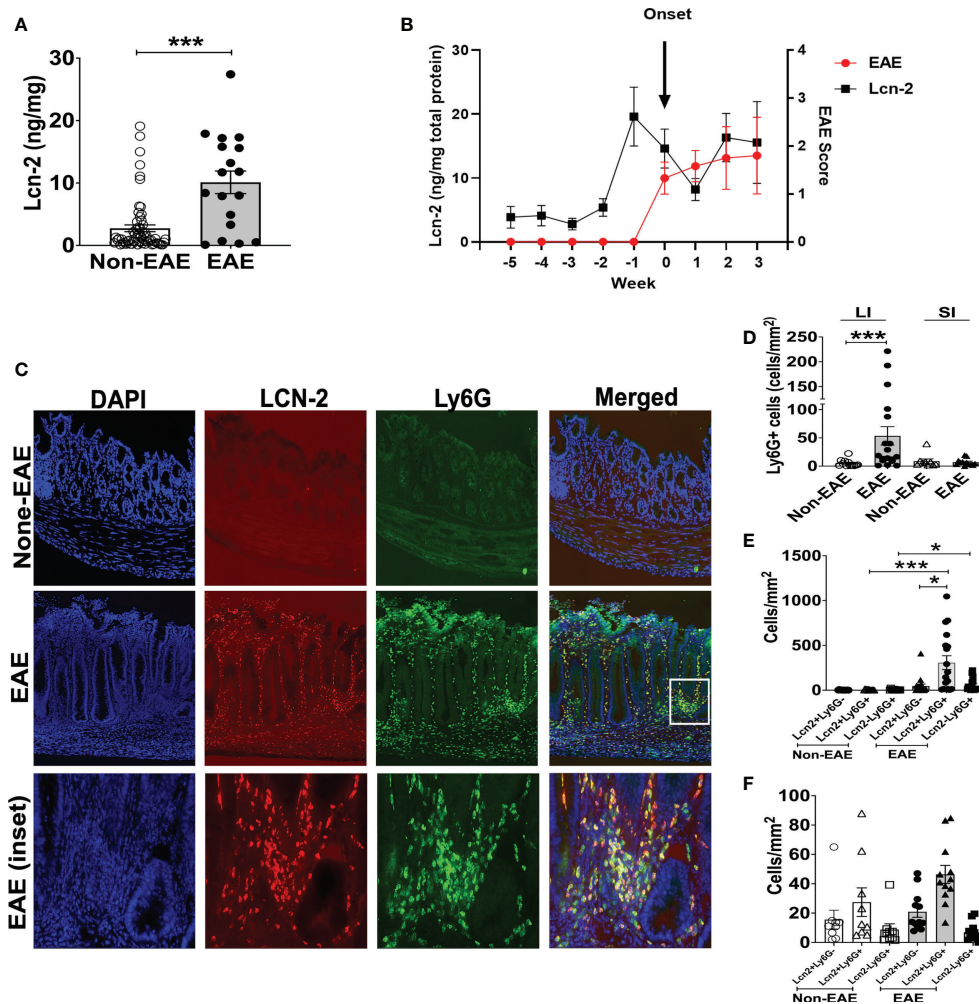 A
***
Lcn-2 (ng/mg)
30
20
10
0
Non-EAE EAE
B
Onset
EAE
Lcn-2
Lcn-2 (ng/mg total protein)
30
20
10
0
4
3
2
1
0
EAE Score
-5 -4 -3 -2 -1 0 1 2 3
Week
C
DAPI LCN-2 Ly6G Merged
None-EAE
EAE
EAE (inset)
D
LI SI
***
Ly6G+ cells (cells/mm²)
250
200
150
100
50
0
Non-EAE EAE Non-EAE EAE
E
*
***
*
Cells/mm²
1500
1000
500
0
Lcn2+Ly6G- Lcn2+Ly6G+ Lcn2-Ly6G+ Lcn2+Ly6G- Lcn2+Ly6G+ Lcn2-Ly6G+
Non-EAE EAE
F
Cells/mm²
100
80
60
40
20
0
Lcn2+Ly6G- Lcn2+Ly6G+ Lcn2-Ly6G+ Lcn2+Ly6G- Lcn2+Ly6G+ Lcn2-Ly6G+
Non-EAE EAE